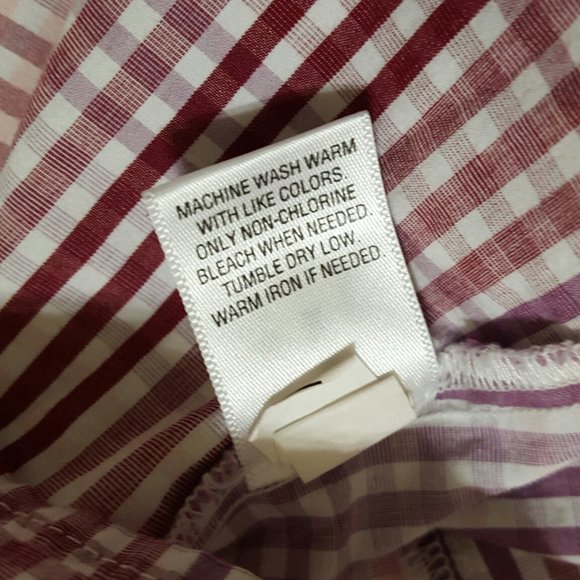 MACHINE WASH WARM
WITH LIKE COLORS.
ONLY NON-CHLORINE
BLEACH WHEN NEEDED.
TUMBLE DRY LOW.
WARM IRON IF NEEDED.